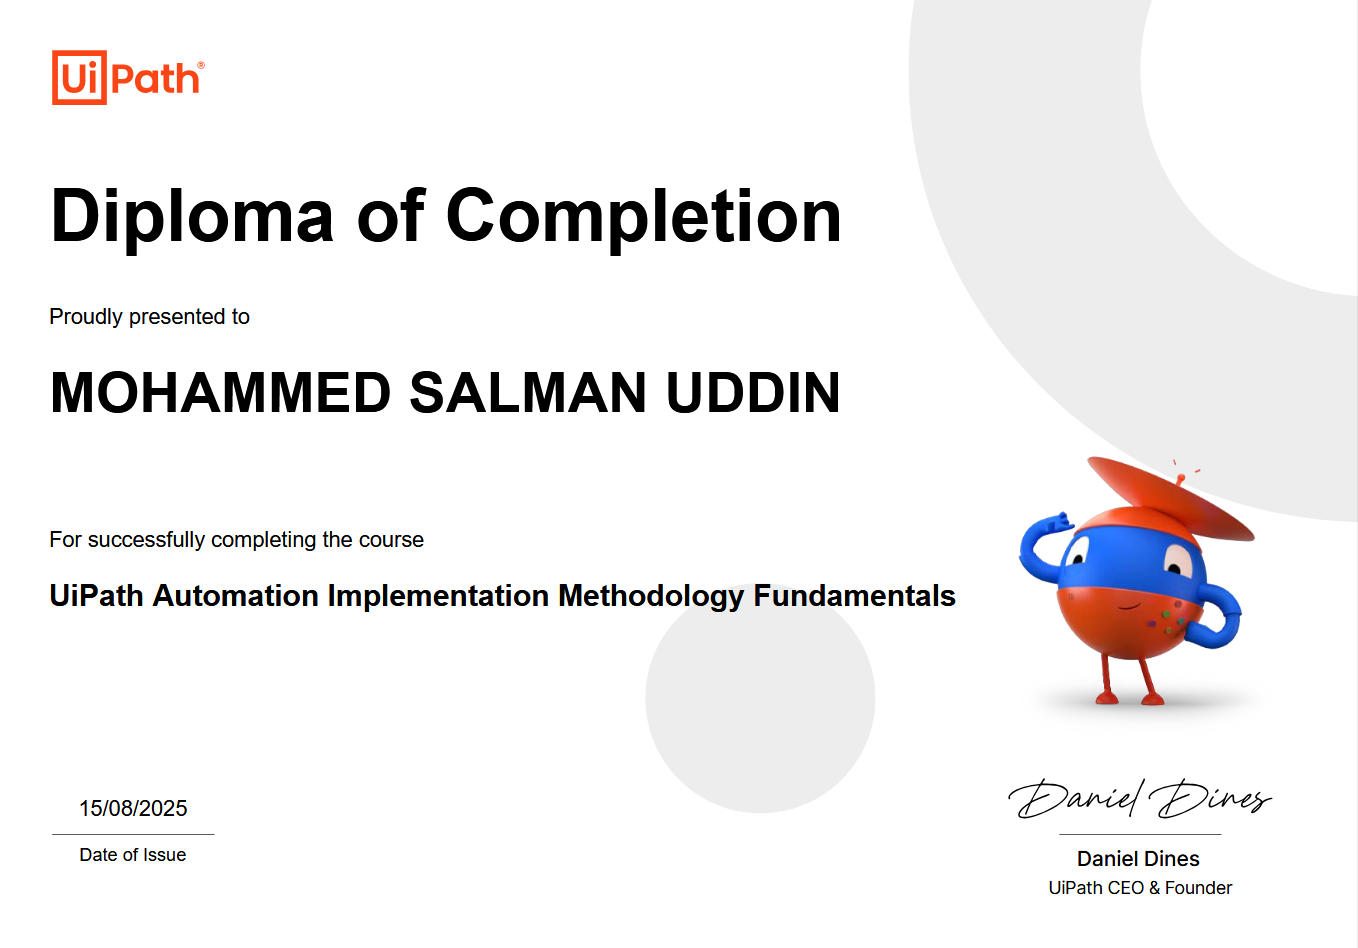 UiPath®
Diploma of Completion
Proudly presented to
MOHAMMED SALMAN UDDIN
For successfully completing the course
UiPath Automation Implementation Methodology Fundamentals
15/08/2025
Date of Issue
Daniel Dines
Daniel Dines
UiPath CEO & Founder